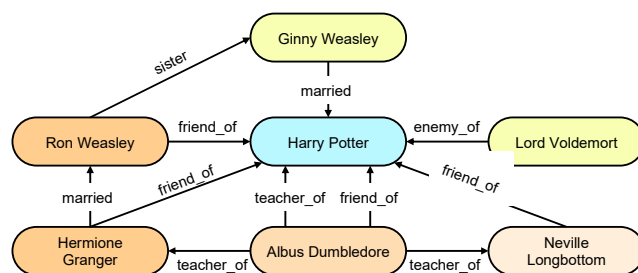 Ginny Weasley
sister
married
Ron Weasley
friend_of
Harry Potter
enemy_of
Lord Voldemort
married
friend_of
teacher_of
friend_of
friend_of
Hermione
Granger
teacher_of
Albus Dumbledore
teacher_of
Neville
Longbottom